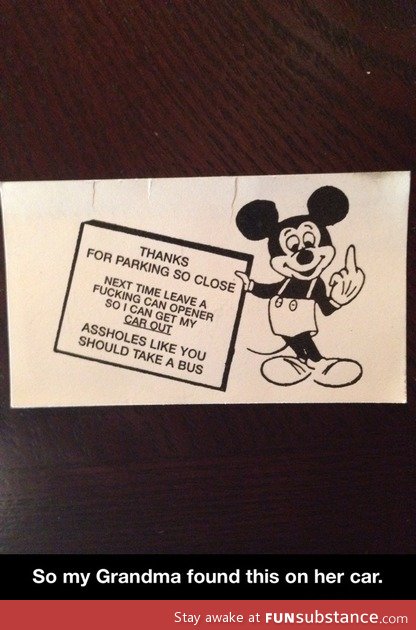 THANKS
FOR PARKING SO CLOSE
NEXT TIME LEAVE A
FUCKING CAN OPENER
SO I CAN GET MY
CAR OUT
ASSHOLES LIKE YOU
SHOULD TAKE A BUS
So my Grandma found this on her car.
Stay awake at FUNsubstance.com